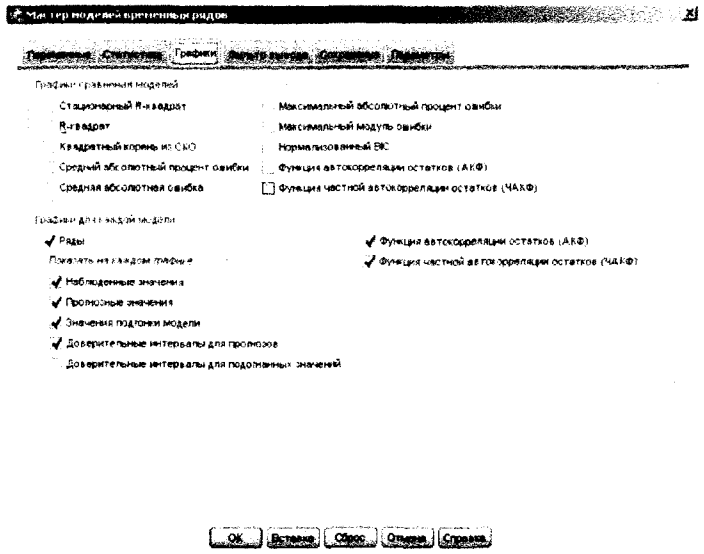 Мастер моделей временных рядов
Переменные Статистика Графики Фильтр вывода Сохранение Параметры
Графики сравнения моделей
Стационарный R-квадрат
R-квадрат
Квадратный корень из СКО
Средний абсолютный процент ошибки
Средняя абсолютная ошибка
Максимальный абсолютный процент ошибки
Максимальный модуль ошибки
Нормализованный BIC
Функция автокорреляции остатков (АКФ)
Функция частной автокорреляции остатков (ЧАКФ)
Графики для каждой модели
Ряды
Показать на каждом графике
Наблюденные значения
Прогнозные значения
Значения подгонки модели
Доверительные интервалы для прогнозов
Доверительные интервалы для подогнанных значений
Функция автокорреляции остатков (АКФ)
Функция частной автокорреляции остатков (ЧАКФ)
OK Вставка Сброс Отмена Справка